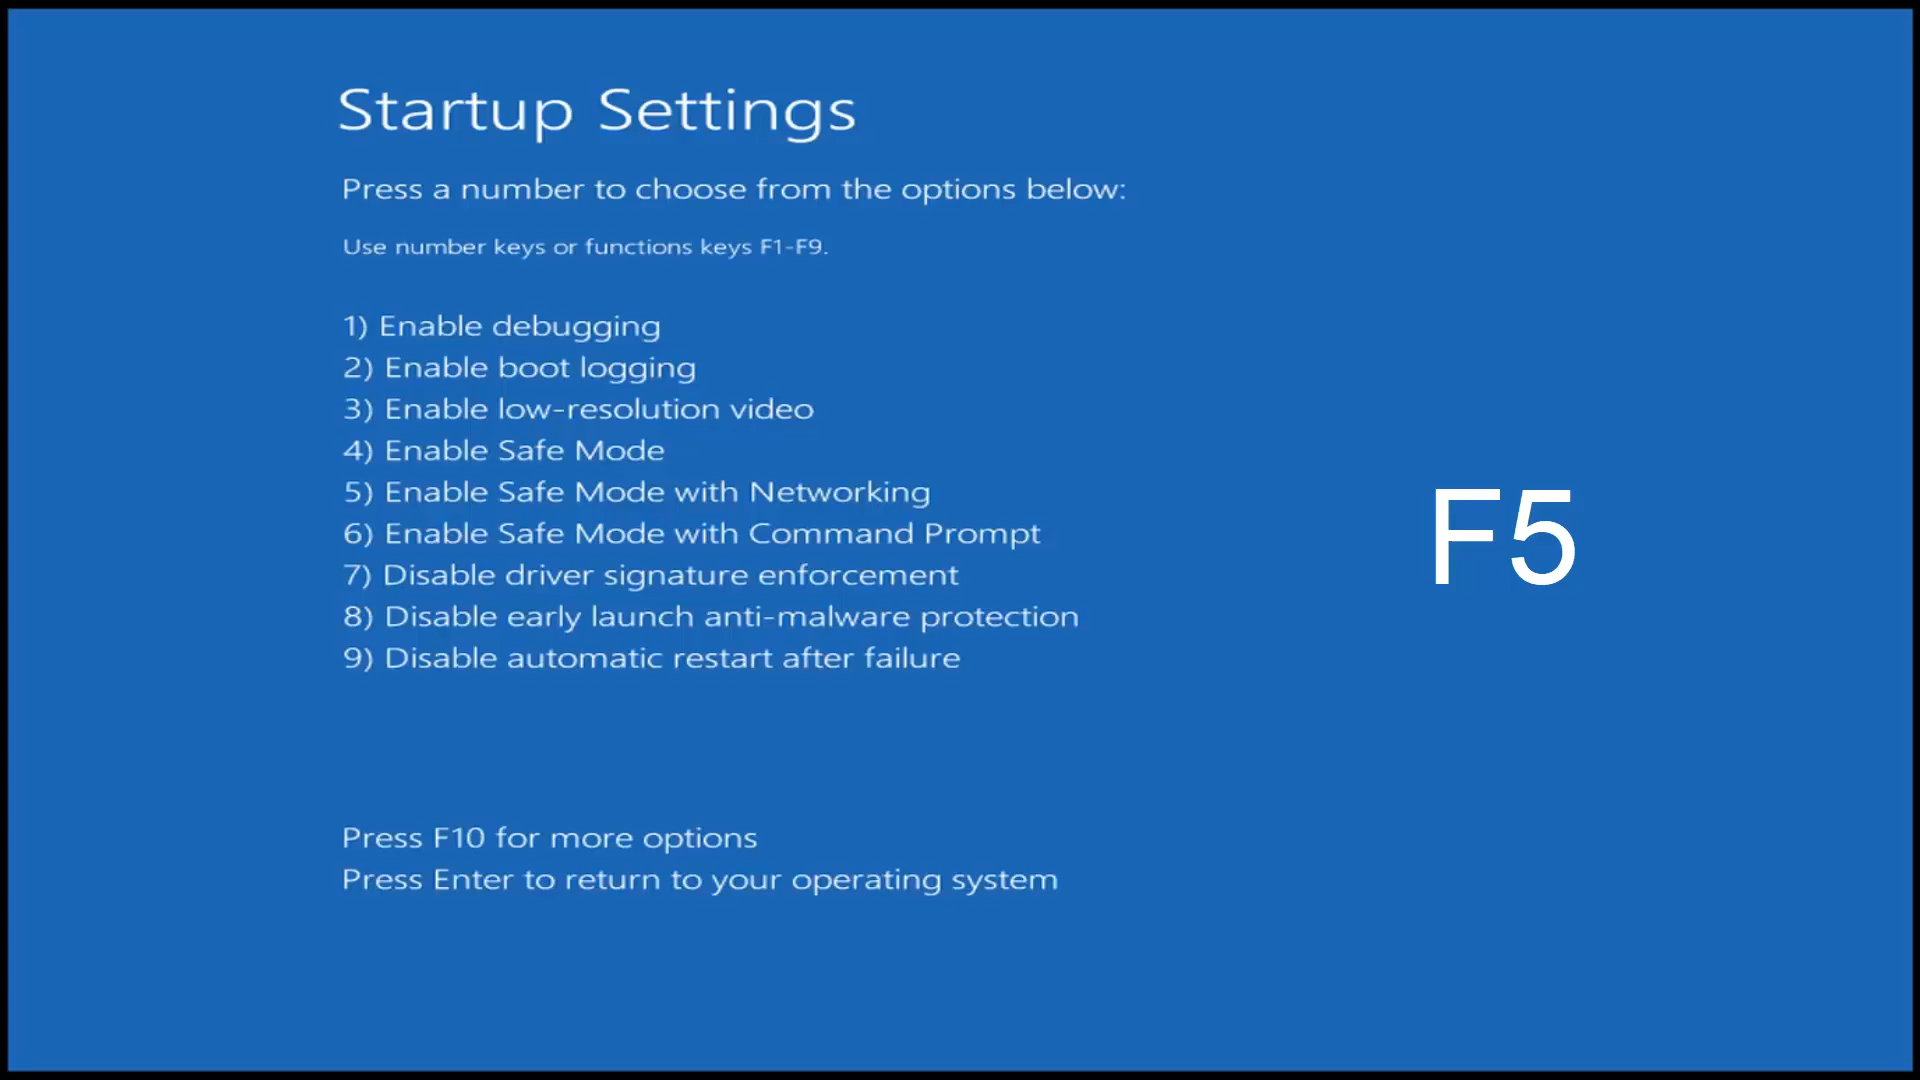 Startup Settings
Press a number to choose from the options below:
Use number keys or functions keys F1-F9.
1) Enable debugging
2) Enable boot logging
3) Enable low-resolution video
4) Enable Safe Mode
5) Enable Safe Mode with Networking
6) Enable Safe Mode with Command Prompt
7) Disable driver signature enforcement
8) Disable early launch anti-malware protection
9) Disable automatic restart after failure
F5
Press F10 for more options
Press Enter to return to your operating system